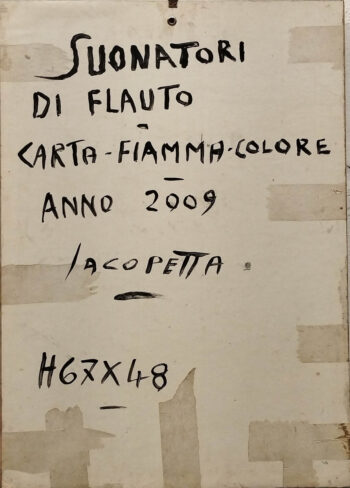 SUONATORI
DI FLAUTO
-
CARTA-FIAMMA-COLORE
-
ANNO 2009
IACOPETTA.
-
H67X48
-